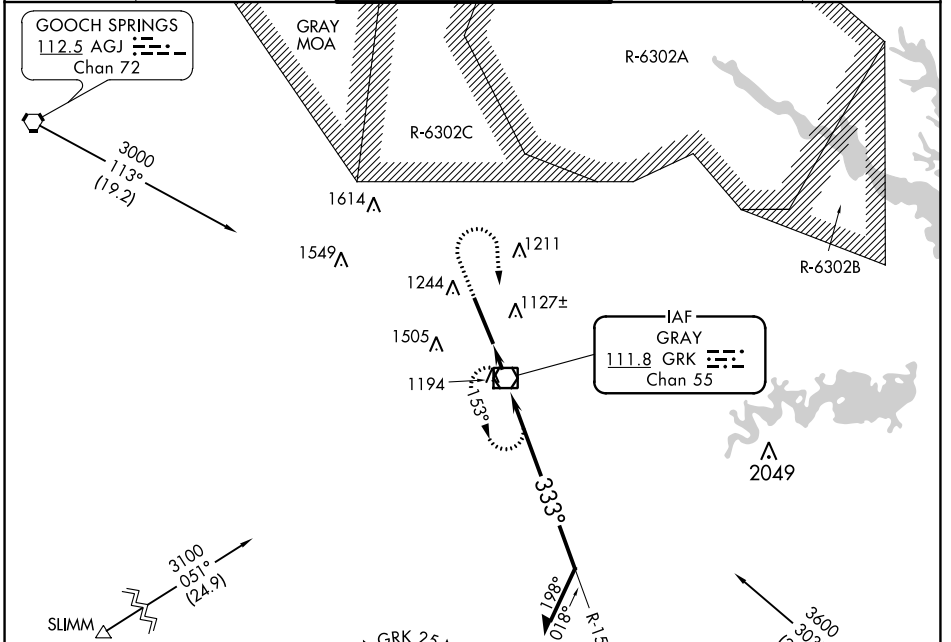 GOOCH SPRINGS
112.5 AGJ
Chan 72
GRAY
MOA
R-6302A
R-6302C
3000
113°
(19.2)
1614
1549
1211
1244
1127±
R-6302B
1505
IAF
GRAY
111.8 GRK
Chan 55
1194
153°
2049
333°
3100
051°
(24.9)
SLIMM
198°
018°
3600
GRK 25